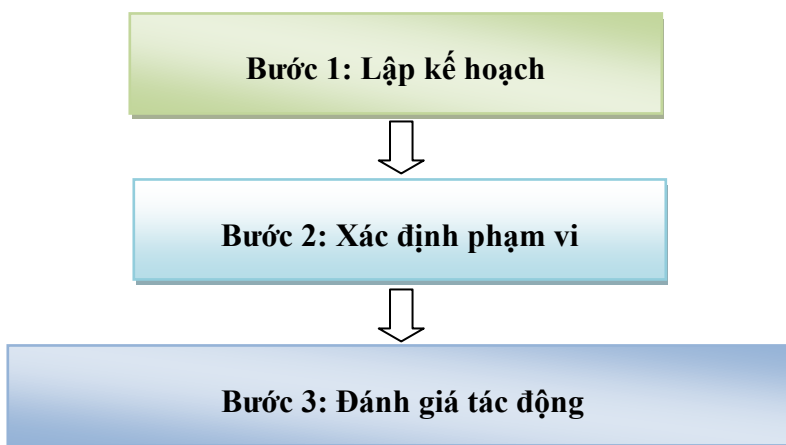 Bước 1: Lập kế hoạch
Bước 2: Xác định phạm vi
Bước 3: Đánh giá tác động